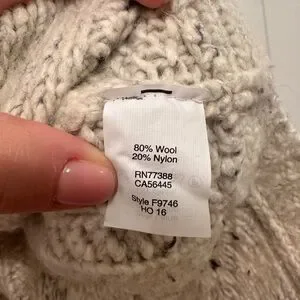 80% Wool
20% Nylon
RN77388
CA56445
Style F9746
HO 16